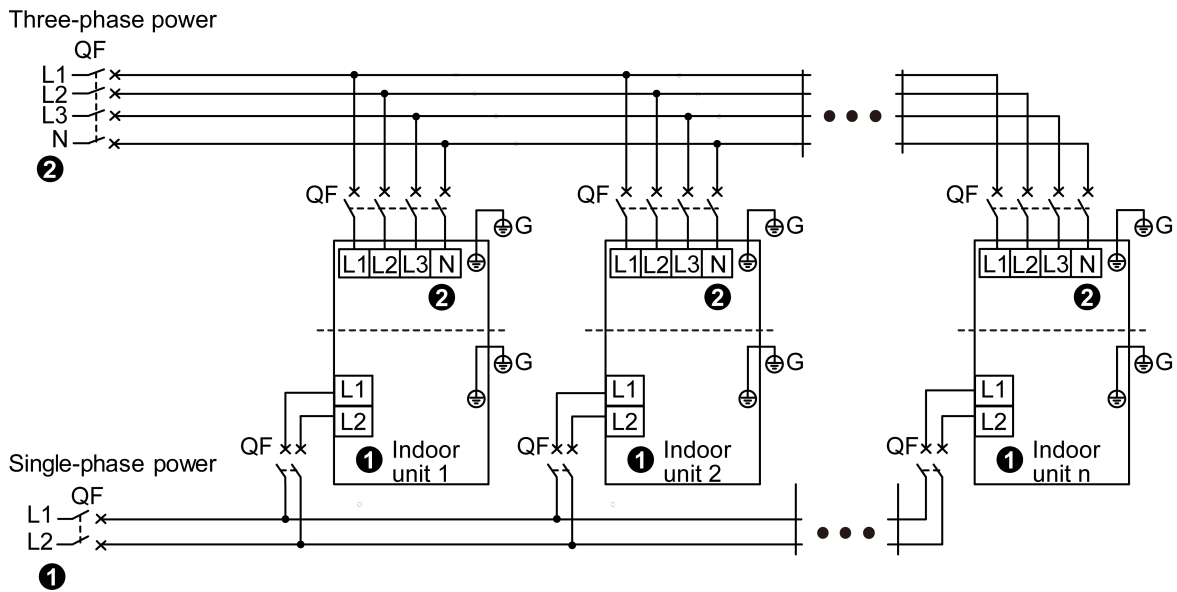 Three-phase power
QF
L1
L2
L3
N
2
QF
QF
QF
G
G
G
L1 L2 L3 N
L1 L2 L3 N
L1 L2 L3 N
2
2
2
G
G
G
L1
L1
L1
L2
L2
L2
QF
1 Indoor unit 1
QF
1 Indoor unit 2
QF
1 Indoor unit n
Single-phase power
QF
L1
L2
1